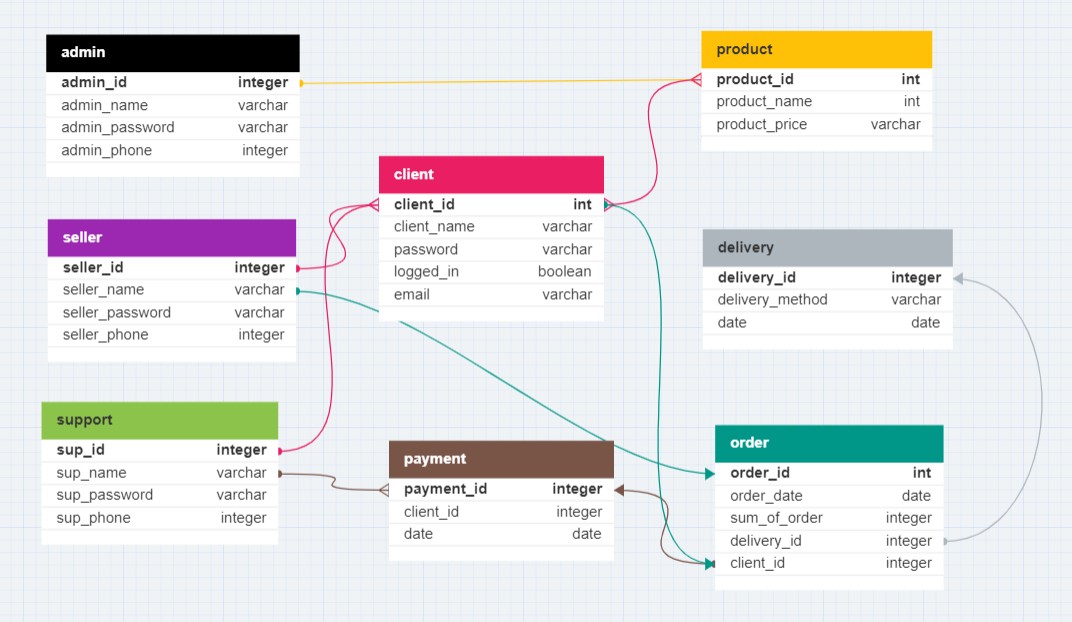 admin
admin_id integer
admin_name varchar
admin_password varchar
admin_phone integer
product
product_id int
product_name int
product_price varchar
client
client_id int
client_name varchar
password varchar
logged_in boolean
email varchar
seller
seller_id integer
seller_name varchar
seller_password varchar
seller_phone integer
delivery
delivery_id integer
delivery_method varchar
date date
support
sup_id integer
sup_name varchar
sup_password varchar
sup_phone integer
payment
payment_id integer
client_id integer
date date
order
order_id int
order_date date
sum_of_order integer
delivery_id integer
client_id integer